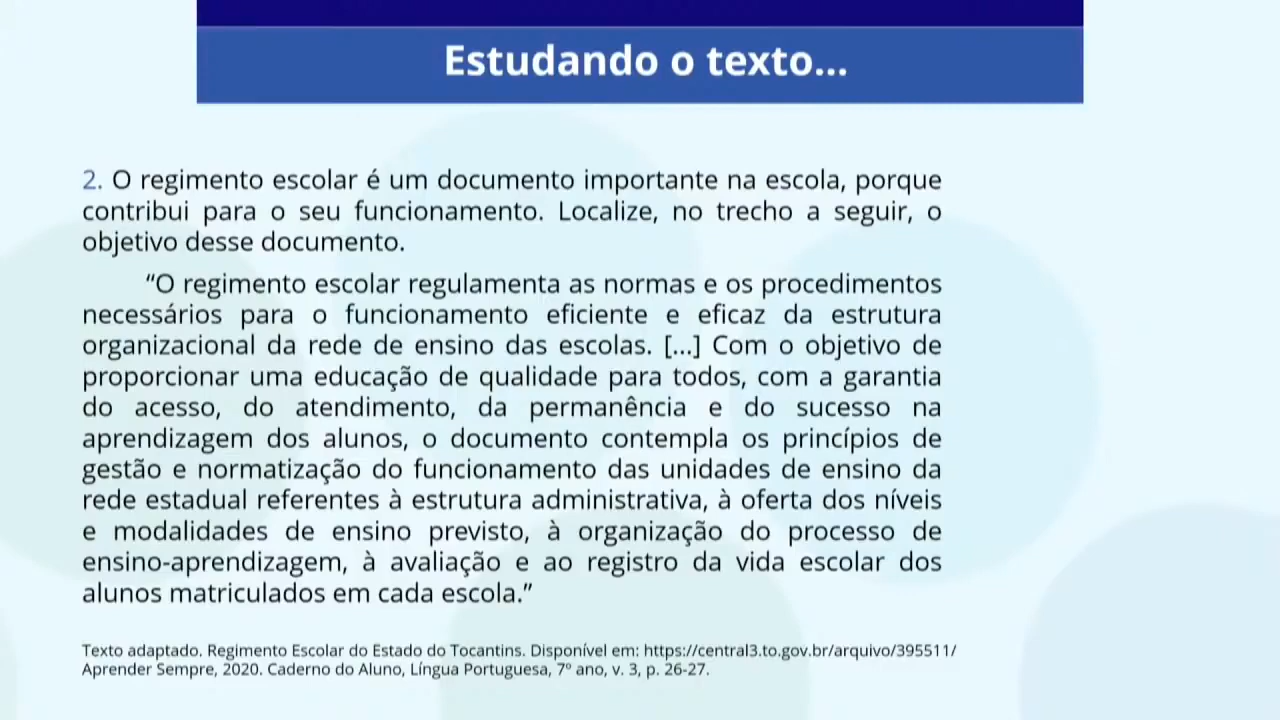 Estudando o texto...
2. O regimento escolar é um documento importante na escola, porque
contribui para o seu funcionamento. Localize, no trecho a seguir, o
objetivo desse documento.
“O regimento escolar regulamenta as normas e os procedimentos
necessários para o funcionamento eficiente e eficaz da estrutura
organizacional da rede de ensino das escolas. [...] Com o objetivo de
proporcionar uma educação de qualidade para todos, com a garantia
do acesso, do atendimento, da permanência e do sucesso na
aprendizagem dos alunos, o documento contempla os princípios de
gestão e normatização do funcionamento das unidades de ensino da
rede estadual referentes à estrutura administrativa, à oferta dos níveis
e modalidades de ensino previsto, à organização do processo de
ensino-aprendizagem, à avaliação e ao registro da vida escolar dos
alunos matriculados em cada escola.”
Texto adaptado. Regimento Escolar do Estado do Tocantins. Disponível em: https://central3.to.gov.br/arquivo/395511/
Aprender Sempre, 2020. Caderno do Aluno, Língua Portuguesa, 7º ano, v. 3, p. 26-27.